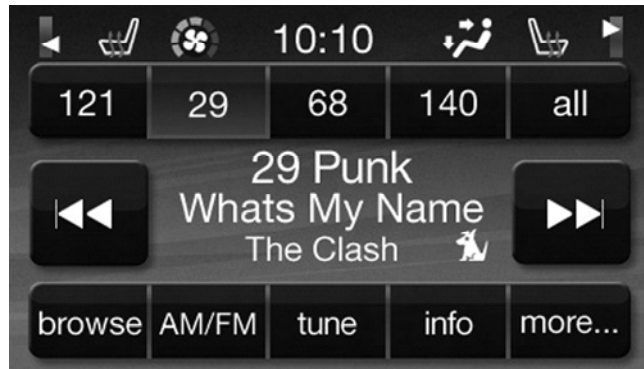 10:10
121 29 68 140 all
29 Punk
Whats My Name
The Clash
browse AM/FM tune info more...